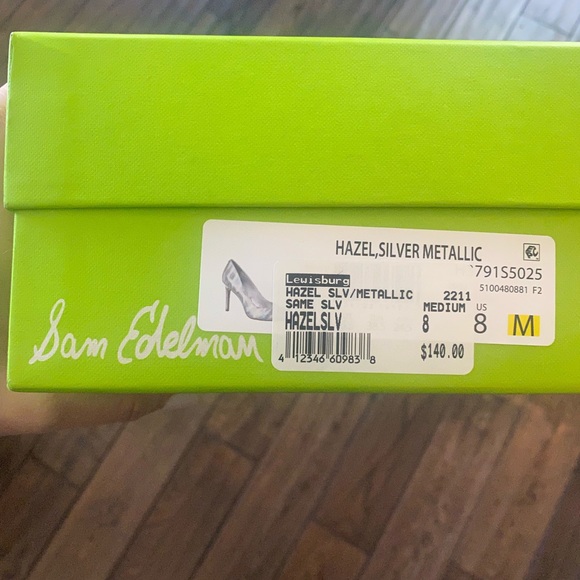 HAZEL,SILVER METALLIC
791S5025
5100480881 F2
Lewisburg
HAZEL SLV/METALLIC 2211
SAME SLV MEDIUM
HAZELSLV 8
US
8 M
4 12346 60983 8
$140.00
Sam Edelman